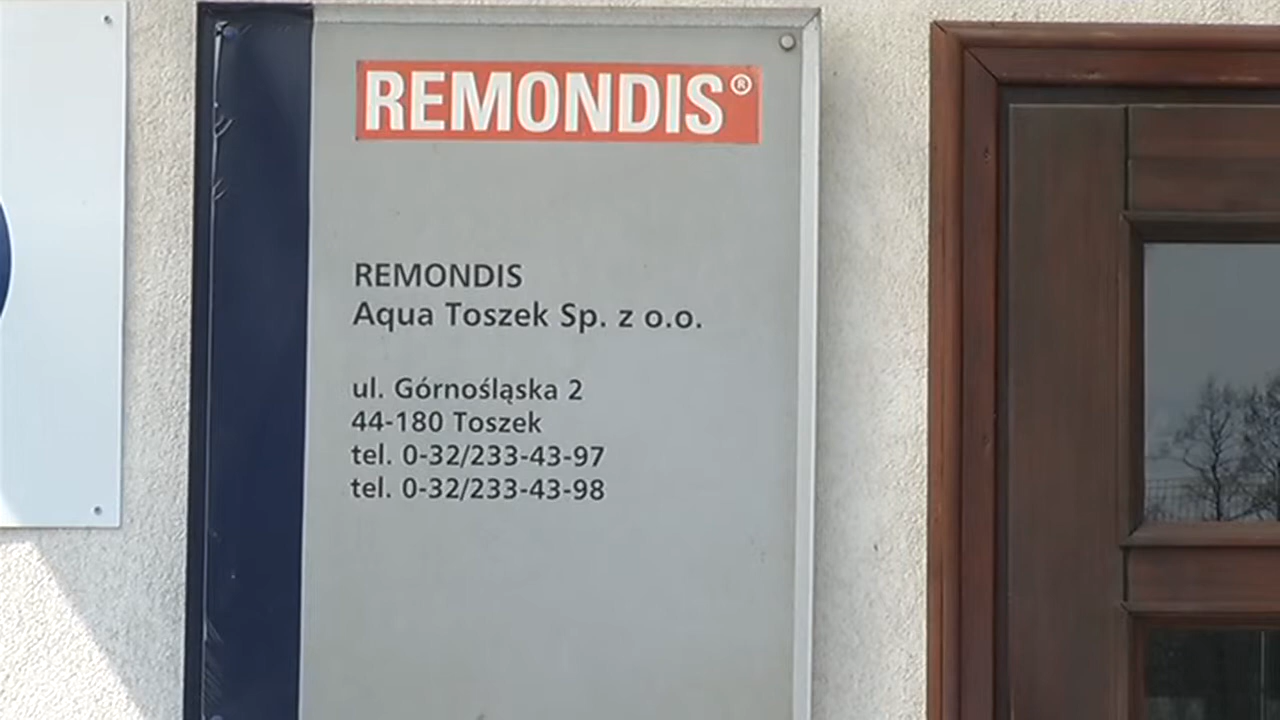 REMONDIS®
REMONDIS
Aqua Toszek Sp. z o.o.
ul. Górnośląska 2
44-180 Toszek
tel. 0-32/233-43-97
tel. 0-32/233-43-98